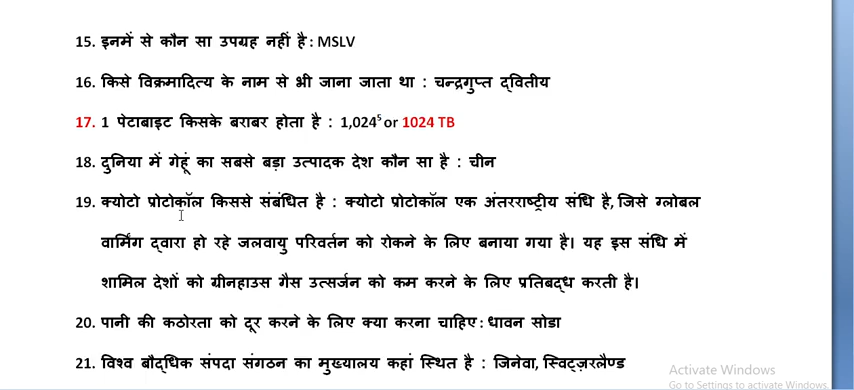 15. इनमें से कौन सा उपग्रह नहीं है : MSLV
16. किसे विक्रमादित्य के नाम से भी जाना जाता था : चन्द्रगुप्त द्वितीय
17. 1 पेटाबाइट किसके बराबर होता है : 1,024⁵ or 1024 TB
18. दुनिया में गेहूं का सबसे बड़ा उत्पादक देश कौन सा है : चीन
19. क्योटो प्रोटोकॉल किससे संबंधित है : क्योटो प्रोटोकॉल एक अंतरराष्ट्रीय संधि है, जिसे ग्लोबल
वार्मिंग द्वारा हो रहे जलवायु परिवर्तन को रोकने के लिए बनाया गया है। यह इस संधि में
शामिल देशों को ग्रीनहाउस गैस उत्सर्जन को कम करने के लिए प्रतिबद्ध करती है।
20. पानी की कठोरता को दूर करने के लिए क्या करना चाहिए : धावन सोडा
21. विश्व बौद्धिक संपदा संगठन का मुख्यालय कहां स्थित है : जिनेवा, स्विट्ज़रलैण्ड
Activate Windows
Go to Settings to activate Windows.